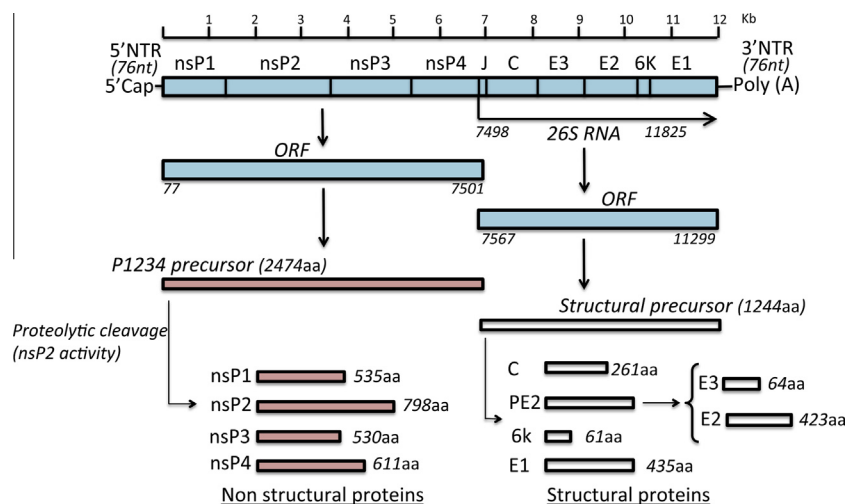 1 2 3 4 5 6 7 8 9 10 11 12 Kb
5'NTR
(76nt)
3'NTR
(76nt)
nsP1 nsP2 nsP3 nsP4 J C E3 E2 6K E1
5'Cap
Poly (A)
7498 26S RNA 11825
ORF
77 7501
ORF
7567 11299
P1234 precursor (2474aa)
Structural precursor (1244aa)
Proteolytic cleavage
(nsP2 activity)
nsP1 535aa
nsP2 798aa
nsP3 530aa
nsP4 611aa
Non structural proteins
C 261aa
PE2
6k 61aa
E1 435aa
E3 64aa
E2 423aa
Structural proteins